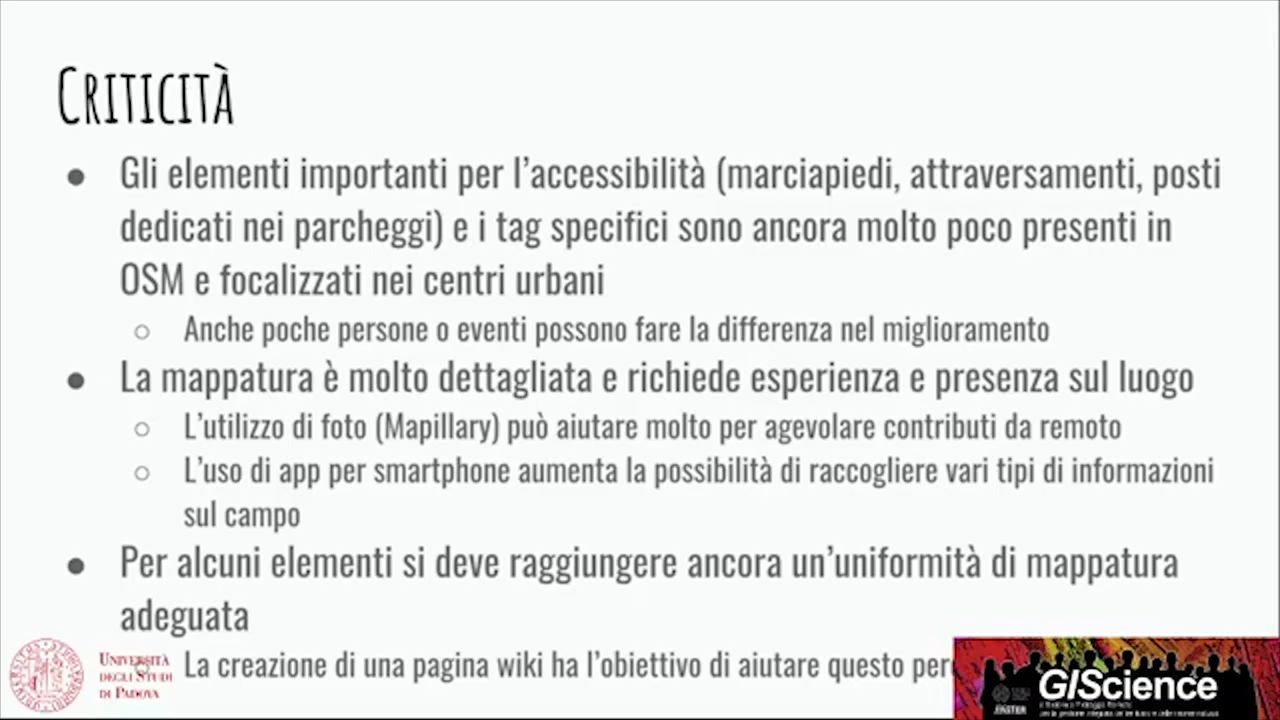 CRITICITÀ
● Gli elementi importanti per l’accessibilità (marciapiedi, attraversamenti, posti
dedicati nei parcheggi) e i tag specifici sono ancora molto poco presenti in
OSM e focalizzati nei centri urbani
○ Anche poche persone o eventi possono fare la differenza nel miglioramento
● La mappatura è molto dettagliata e richiede esperienza e presenza sul luogo
○ L’utilizzo di foto (Mapillary) può aiutare molto per agevolare contributi da remoto
○ L’uso di app per smartphone aumenta la possibilità di raccogliere vari tipi di informazioni
sul campo
● Per alcuni elementi si deve raggiungere ancora un’uniformità di mappatura
adeguata
○ La creazione di una pagina wiki ha l’obiettivo di aiutare questo
UNIVERSITÀ
DEGLI STUDI
DI PADOVA
GIScience